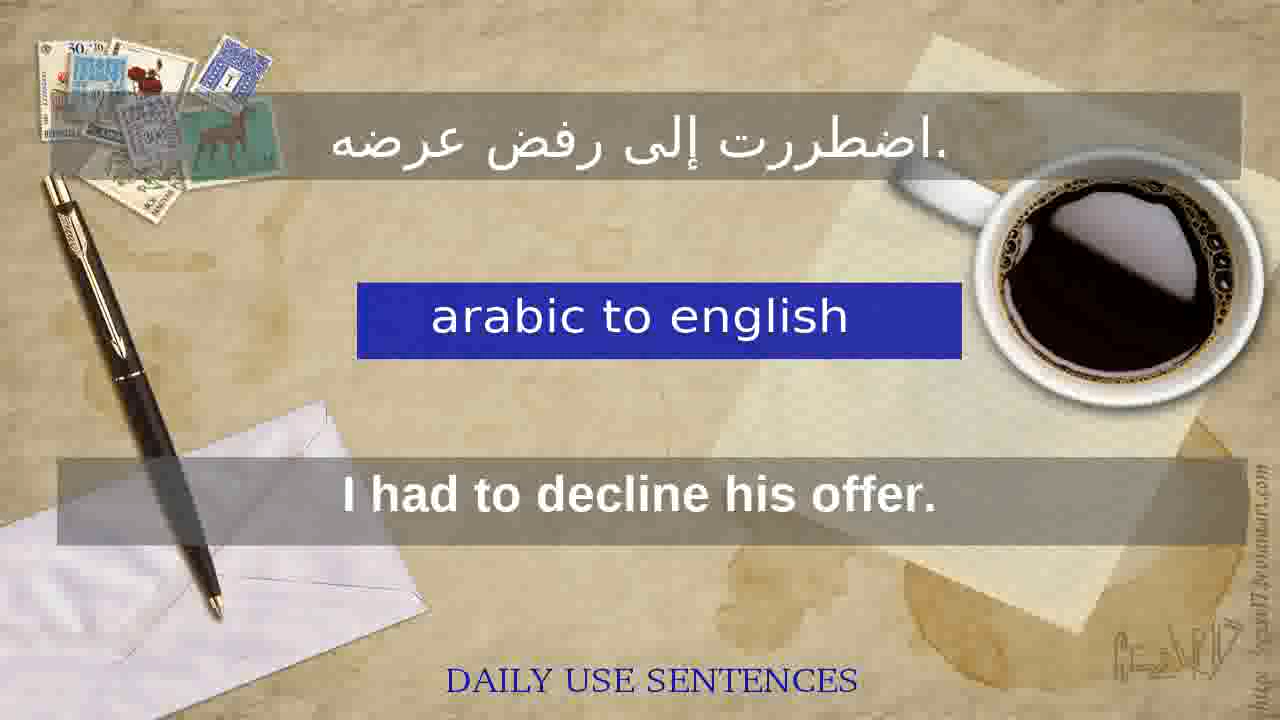 اضطررت إلى رفض عرضه.
arabic to english
I had to decline his offer.
DAILY USE SENTENCES